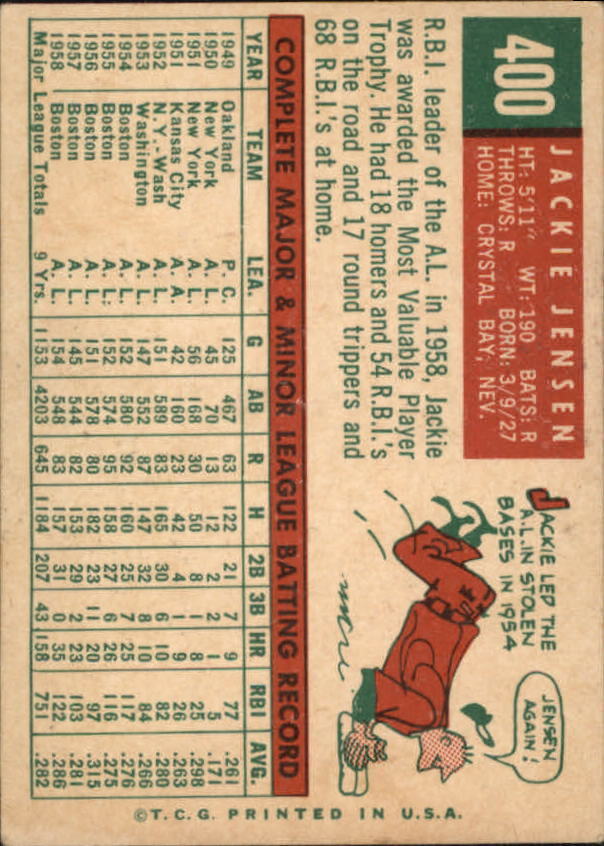 400
JACKIE JENSEN
HT: 5'11" WT: 190 BATS: R
THROWS: R BORN: 3/9/27
HOME: CRYSTAL BAY, NEV.
R.B.I. leader of the A.L. in 1958, Jackie
was awarded the Most Valuable Player
Trophy. He had 18 homers and 54 R.B.I.'s
on the road and 17 round trippers and
68 R.B.I.'s at home.
JACKIE LED THE
A.L. IN STOLEN
BASES IN 1954
JENSEN
AGAIN!
COMPLETE MAJOR & MINOR LEAGUE BATTING RECORD
YEAR TEAM LEA. G AB R H 2B 3B HR RBI AVG.
1949 Oakland P. C. 125 467 63 122 21 7 9 77 .261
1950 New York A. L. 45 70 13 12 2 2 1 5 .171
1951 New York A. L. 56 168 30 50 8 1 8 25 .298
1951 Kansas City A. A. 42 160 23 42 4 1 9 26 .263
1952 N.Y.-Wash A. L. 151 589 83 165 30 6 10 82 .280
1953 Washington A. L. 147 552 87 147 32 8 10 84 .266
1954 Boston A. L. 152 580 92 160 25 7 25 117 .276
1955 Boston A. L. 152 574 95 158 27 6 26 116 .275
1956 Boston A. L. 151 578 80 182 23 11 20 97 .315
1957 Boston A. L. 145 544 82 153 29 2 23 103 .281
1958 Boston A. L. 154 548 83 157 31 0 35 122 .286
Major League Totals 9 Yrs. 1153 4203 645 1184 207 43 158 751 .282
©T.C.G. PRINTED IN U.S.A.